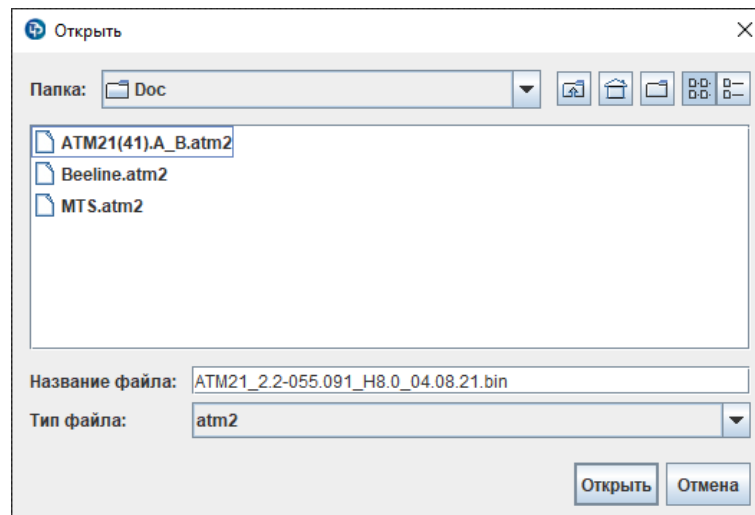 Открыть
Папка: Doc
ATM21(41).A_B.atm2
Beeline.atm2
MTS.atm2
Название файла: ATM21_2.2-055.091_H8.0_04.08.21.bin
Тип файла: atm2
Открыть Отмена